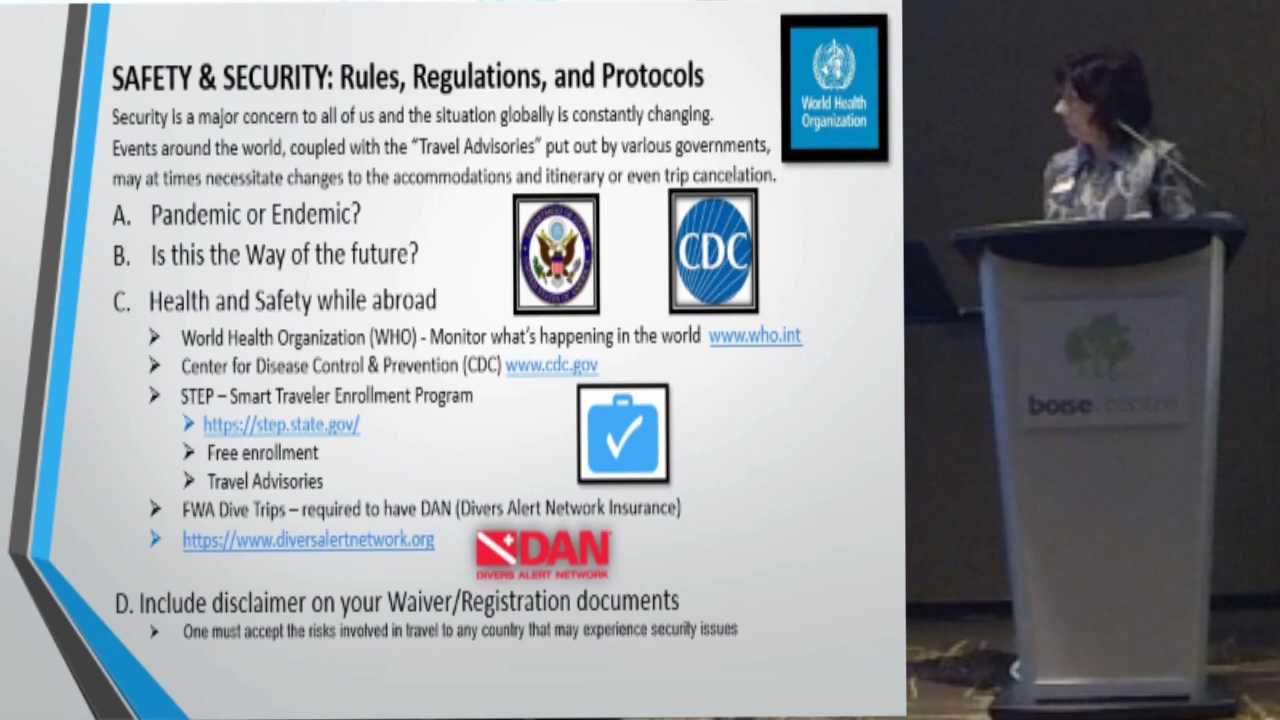 SAFETY & SECURITY: Rules, Regulations, and Protocols
Security is a major concern to all of us and the situation globally is constantly changing.
Events around the world, coupled with the “Travel Advisories” put out by various governments,
may at times necessitate changes to the accommodations and itinerary or even trip cancelation.
World Health
Organization
A. Pandemic or Endemic?
B. Is this the Way of the future?
CDC
C. Health and Safety while abroad
World Health Organization (WHO) - Monitor what's happening in the world www.who.int
Center for Disease Control & Prevention (CDC) www.cdc.gov
STEP – Smart Traveler Enrollment Program
https://step.state.gov/
Free enrollment
Travel Advisories
FWA Dive Trips – required to have DAN (Divers Alert Network Insurance)
https://www.diversalertnetwork.org
DAN
DIVERS ALERT NETWORK
D. Include disclaimer on your Waiver/Registration documents
One must accept the risks involved in travel to any country that may experience security issues
boise centre